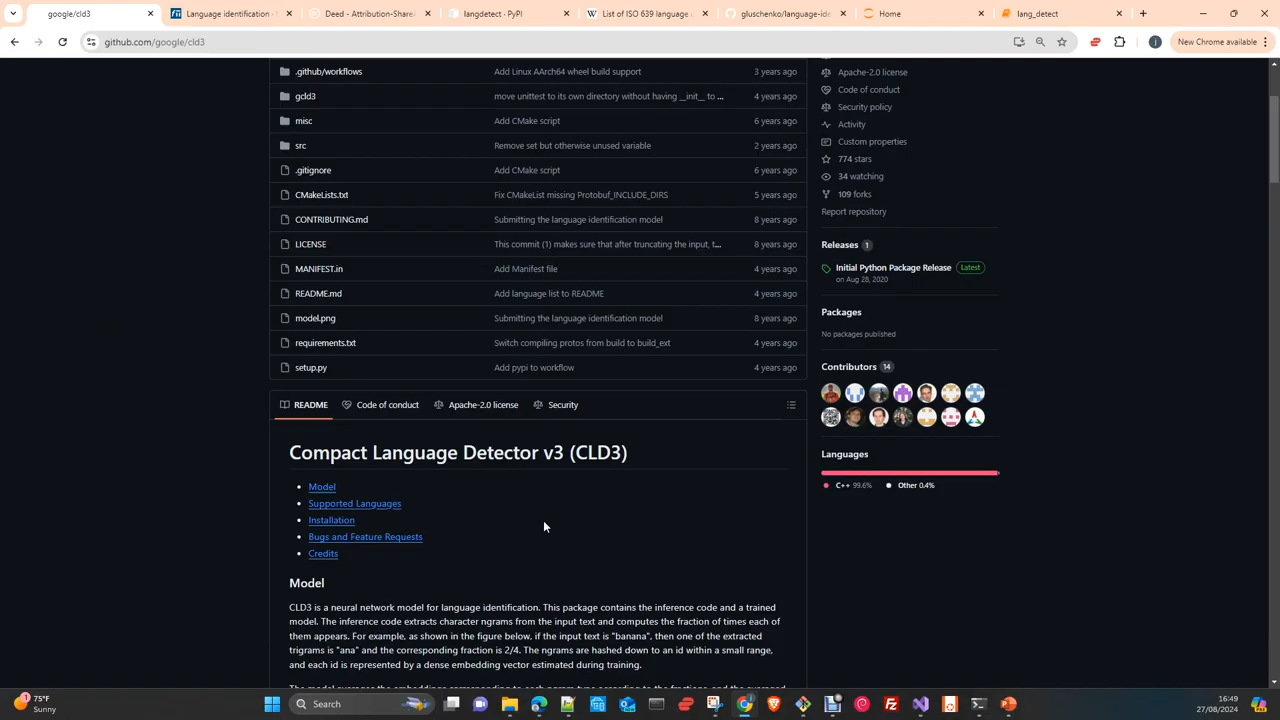 google/cld3
Language identification ·
Deed - Attribution-Share
langdetect · PyPI
List of ISO 639 language
gluschenko/language-ide
Home
lang_detect
github.com/google/cld3
New Chrome available
.github/workflows Add Linux AArch64 wheel build support 3 years ago
gcld3 move unittest to its own directory without having __init__ to ... 4 years ago
misc Add CMake script 6 years ago
src Remove set but otherwise unused variable 2 years ago
.gitignore Add CMake script 6 years ago
CMakeLists.txt Fix CMakeList missing Protobuf_INCLUDE_DIRS 5 years ago
CONTRIBUTING.md Submitting the language identification model 8 years ago
LICENSE This commit (1) makes sure that after truncating the input, t... 8 years ago
MANIFEST.in Add Manifest file 4 years ago
README.md Add language list to README 4 years ago
model.png Submitting the language identification model 8 years ago
requirements.txt Switch compiling protos from build to build_ext 4 years ago
setup.py Add pypi to workflow 4 years ago
README Code of conduct Apache-2.0 license Security
Compact Language Detector v3 (CLD3)
Model
Supported Languages
Installation
Bugs and Feature Requests
Credits
Model
CLD3 is a neural network model for language identification. This package contains the inference code and a trained
model. The inference code extracts character ngrams from the input text and computes the fraction of times each of
them appears. For example, as shown in the figure below, if the input text is "banana", then one of the extracted
trigrams is "ana" and the corresponding fraction is 2/4. The ngrams are hashed down to an id within a small range,
and each id is represented by a dense embedding vector estimated during training.
Apache-2.0 license
Code of conduct
Security policy
Activity
Custom properties
774 stars
34 watching
109 forks
Report repository
Releases 1
Initial Python Package Release Latest
on Aug 28, 2020
Packages
No packages published
Contributors 14
Languages
C++ 99.6% Other 0.4%
75°F
Sunny
Search
16:49
27/08/2024